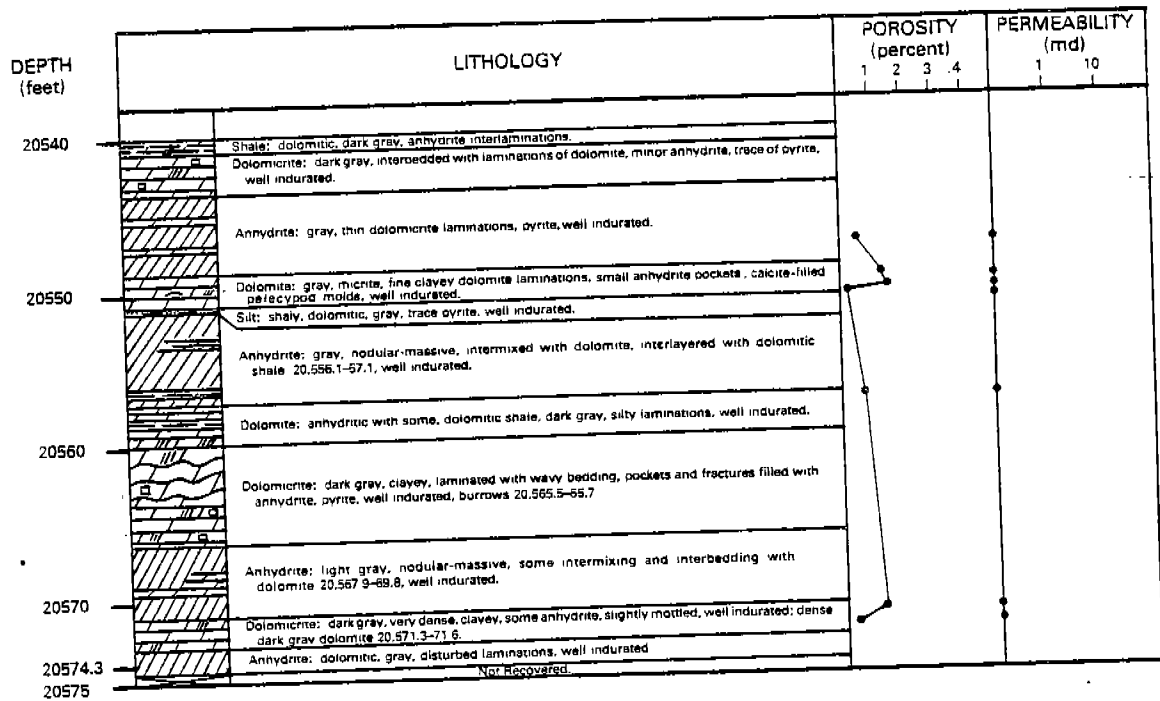 DEPTH
(feet)
LITHOLOGY
POROSITY
(percent)
1 2 3 .4
PERMEABILITY
(md)
1 10
20540
Shale: dolomitic, dark gray, anhydrite interlaminations.
Dolomicrite: dark gray, interbedded with laminations of dolomite, minor anhydrite, trace of pyrite,
well indurated.
Anhydrite: gray, thin dolomicrite laminations, pyrite, well indurated.
Dolomite: gray, micrite, fine clayey dolomite laminations, small anhydrite pockets, calcite-filled
pelecypod molds, well indurated.
20550
Silt: shaly, dolomitic, gray, trace pyrite, well indurated.
Anhydrite: gray, nodular-massive, intermixed with dolomite, interlayered with dolomitic
shale 20,556.1–57.1, well indurated.
Dolomite: anhydritic with some, dolomitic shale, dark gray, silty laminations, well indurated.
20560
Dolomicrite: dark gray, clayey, laminated with wavy bedding, pockets and fractures filled with
anhydrite, pyrite, well indurated, burrows 20,565.5–65.7
Anhydrite: light gray, nodular-massive, some intermixing and interbedding with
dolomite 20,567 9–69.8, well indurated.
20570
Dolomicrite: dark gray, very dense, clayey, some anhydrite, slightly mottled, well indurated; dense
dark gray dolomite 20,571.3–71 6.
Anhydrite: dolomitic, gray, disturbed laminations, well indurated
20574.3
Not Recovered.
20575